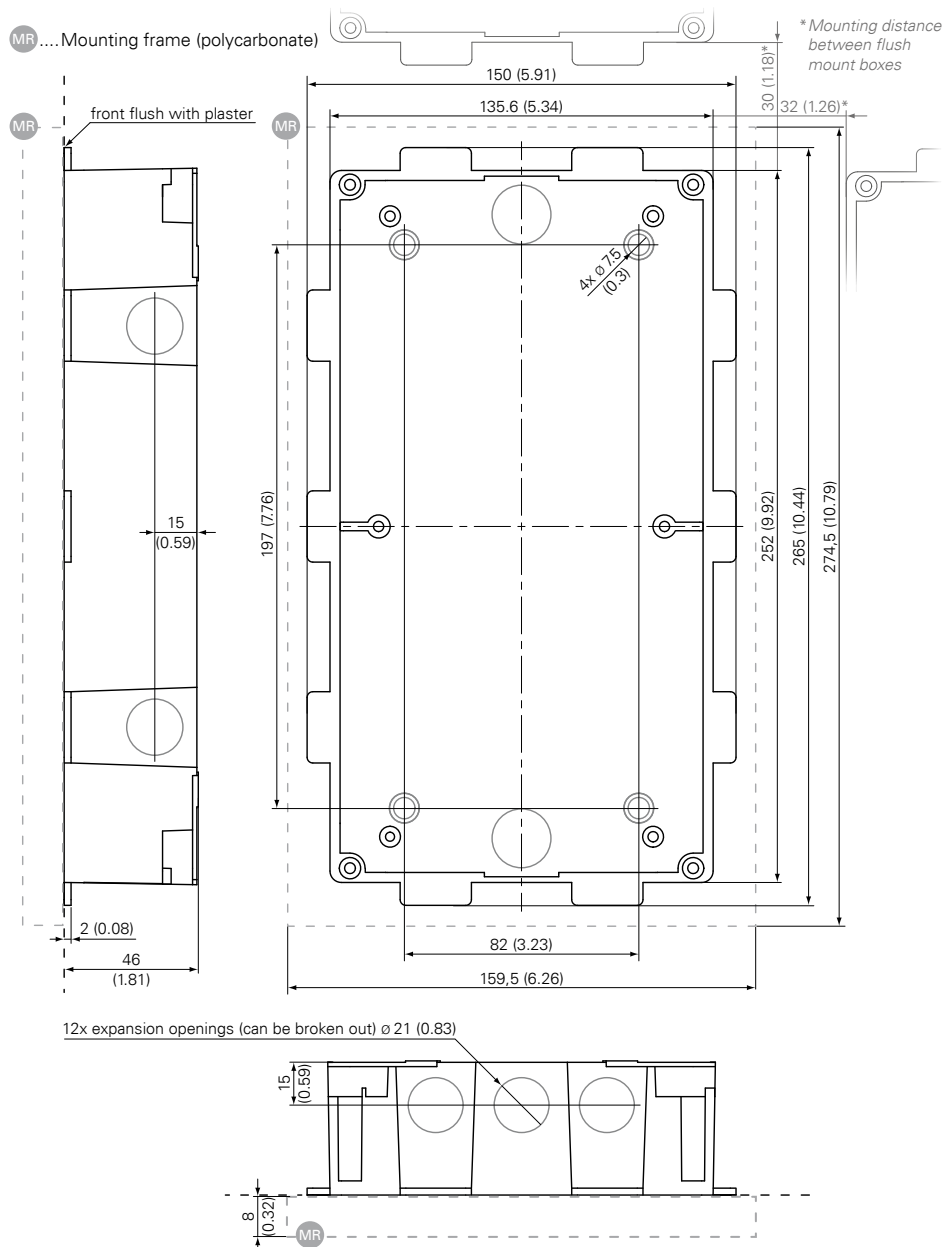 MR....Mounting frame (polycarbonate)
* Mounting distance
between flush
mount boxes
150 (5.91)
30 (1.18)*
135.6 (5.34)
32 (1.26)*
front flush with plaster
MR
MR
4x ø 7.5
(0.3)
197 (7.76)
15
(0.59)
252 (9.92)
265 (10.44)
274,5 (10.79)
2 (0.08)
46
(1.81)
82 (3.23)
159,5 (6.26)
12x expansion openings (can be broken out) ø 21 (0.83)
15
(0.59)
8
(0.32)
MR